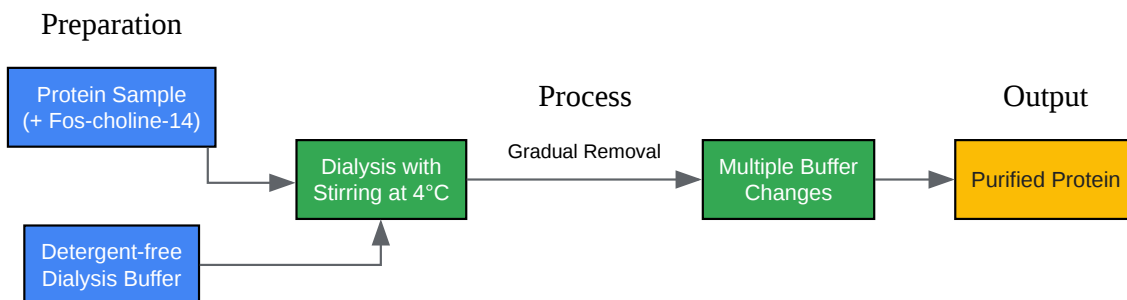 Preparation
Protein Sample
(+ Fos-choline-14)
Detergent-free
Dialysis Buffer
Process
Dialysis with
Stirring at 4°C
Gradual Removal
Multiple Buffer
Changes
Output
Purified Protein